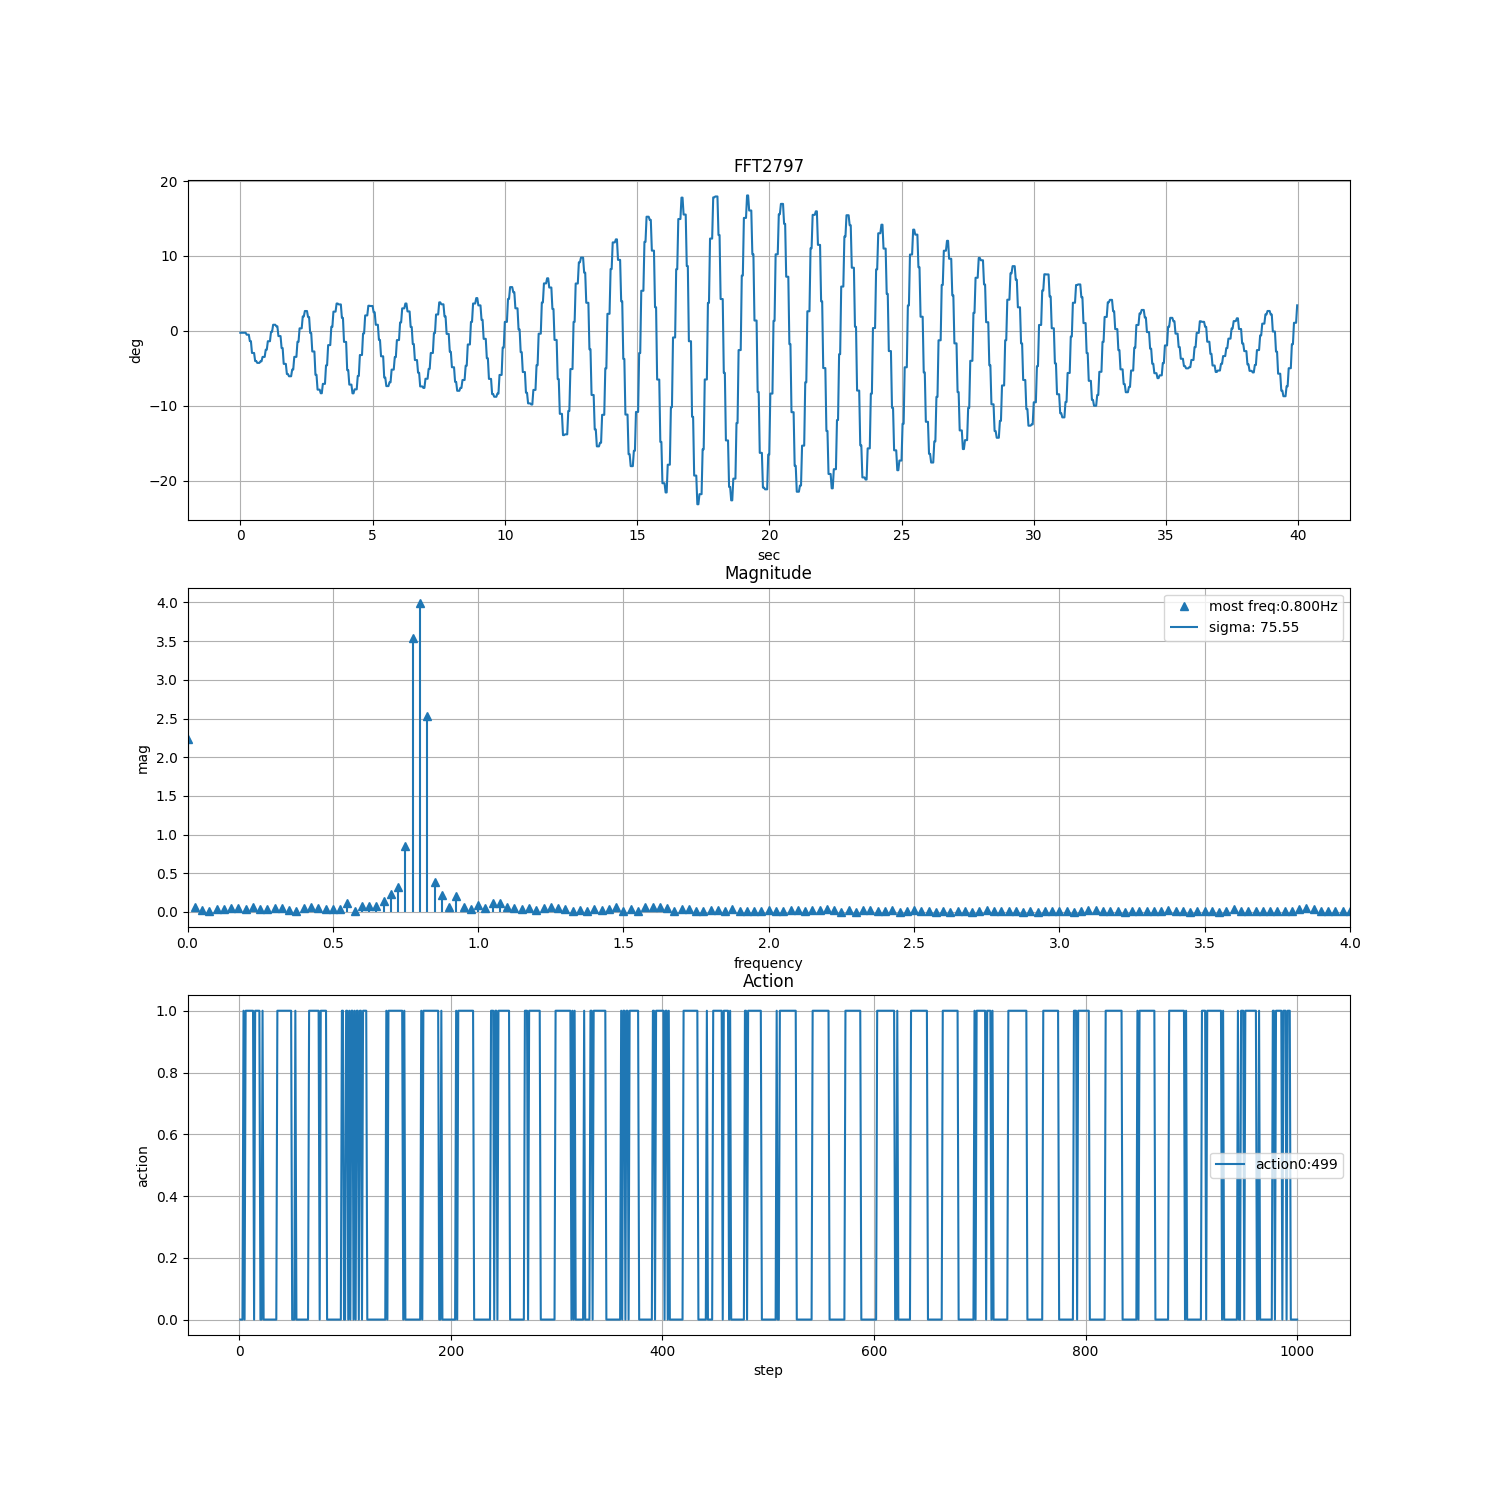 FFT2797
20
10
0
−10
−20
deg
0 5 10 15 20 25 30 35 40
sec
Magnitude
4.0
3.5
3.0
2.5
2.0
1.5
1.0
0.5
0.0
mag
most freq:0.800Hz
sigma: 75.55
0.0 0.5 1.0 1.5 2.0 2.5 3.0 3.5 4.0
frequency
Action
1.0
0.8
0.6
0.4
0.2
0.0
action
action0:499
0 200 400 600 800 1000
step